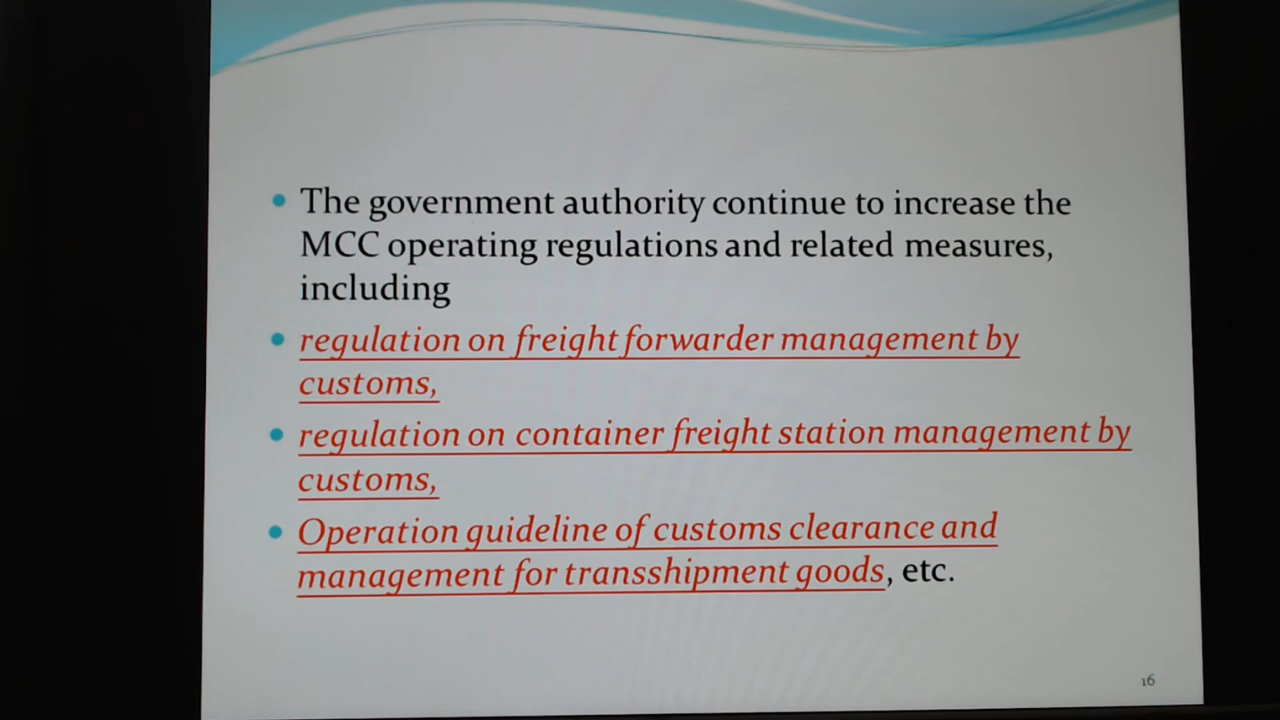 • The government authority continue to increase the
MCC operating regulations and related measures,
including
• regulation on freight forwarder management by
customs,
• regulation on container freight station management by
customs,
• Operation guideline of customs clearance and
management for transshipment goods, etc.
16